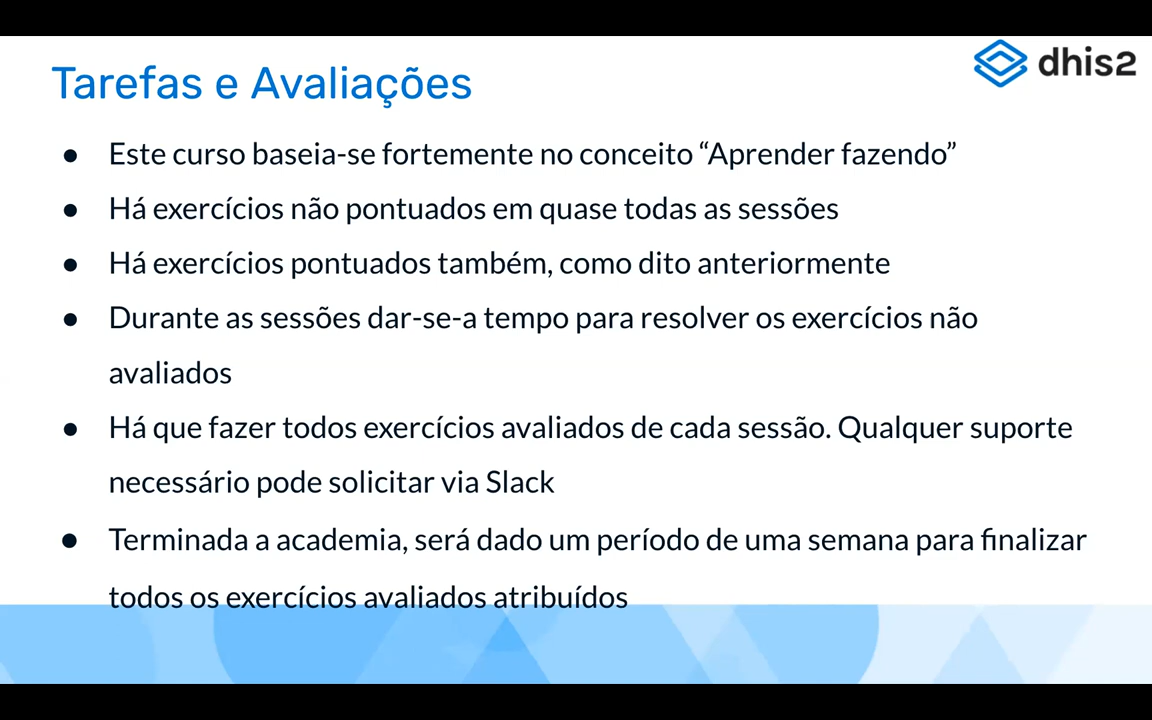 Tarefas e Avaliações
dhis2
● Este curso baseia-se fortemente no conceito “Aprender fazendo”
● Há exercícios não pontuados em quase todas as sessões
● Há exercícios pontuados também, como dito anteriormente
● Durante as sessões dar-se-a tempo para resolver os exercícios não
avaliados
● Há que fazer todos exercícios avaliados de cada sessão. Qualquer suporte
necessário pode solicitar via Slack
● Terminada a academia, será dado um período de uma semana para finalizar
todos os exercícios avaliados atribuídos